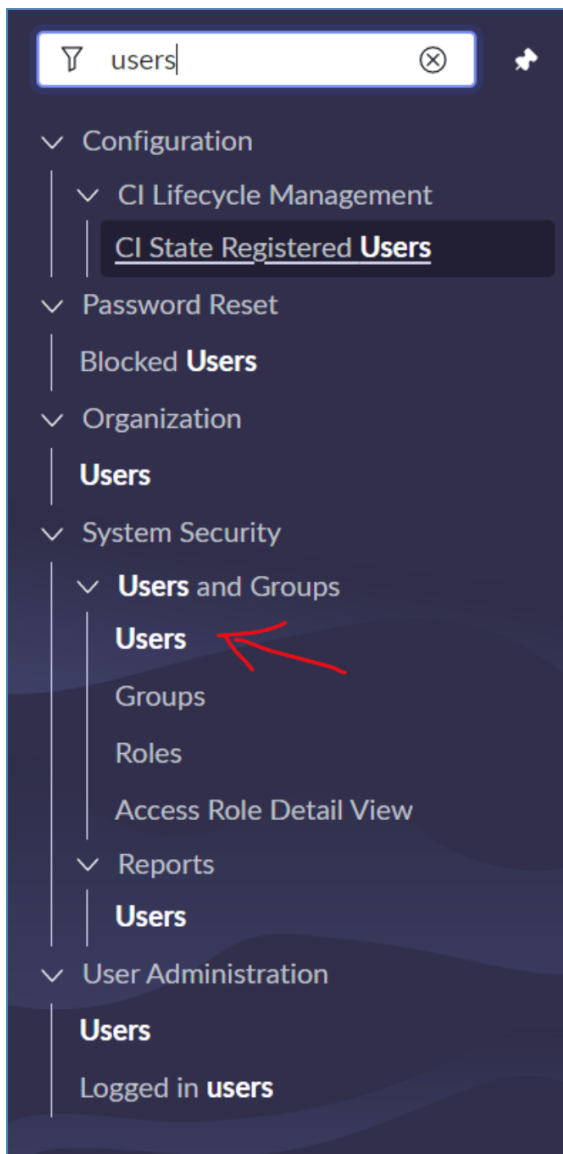 users
Configuration
CI Lifecycle Management
CI State Registered Users
Password Reset
Blocked Users
Organization
Users
System Security
Users and Groups
Users
Groups
Roles
Access Role Detail View
Reports
Users
User Administration
Users
Logged in users